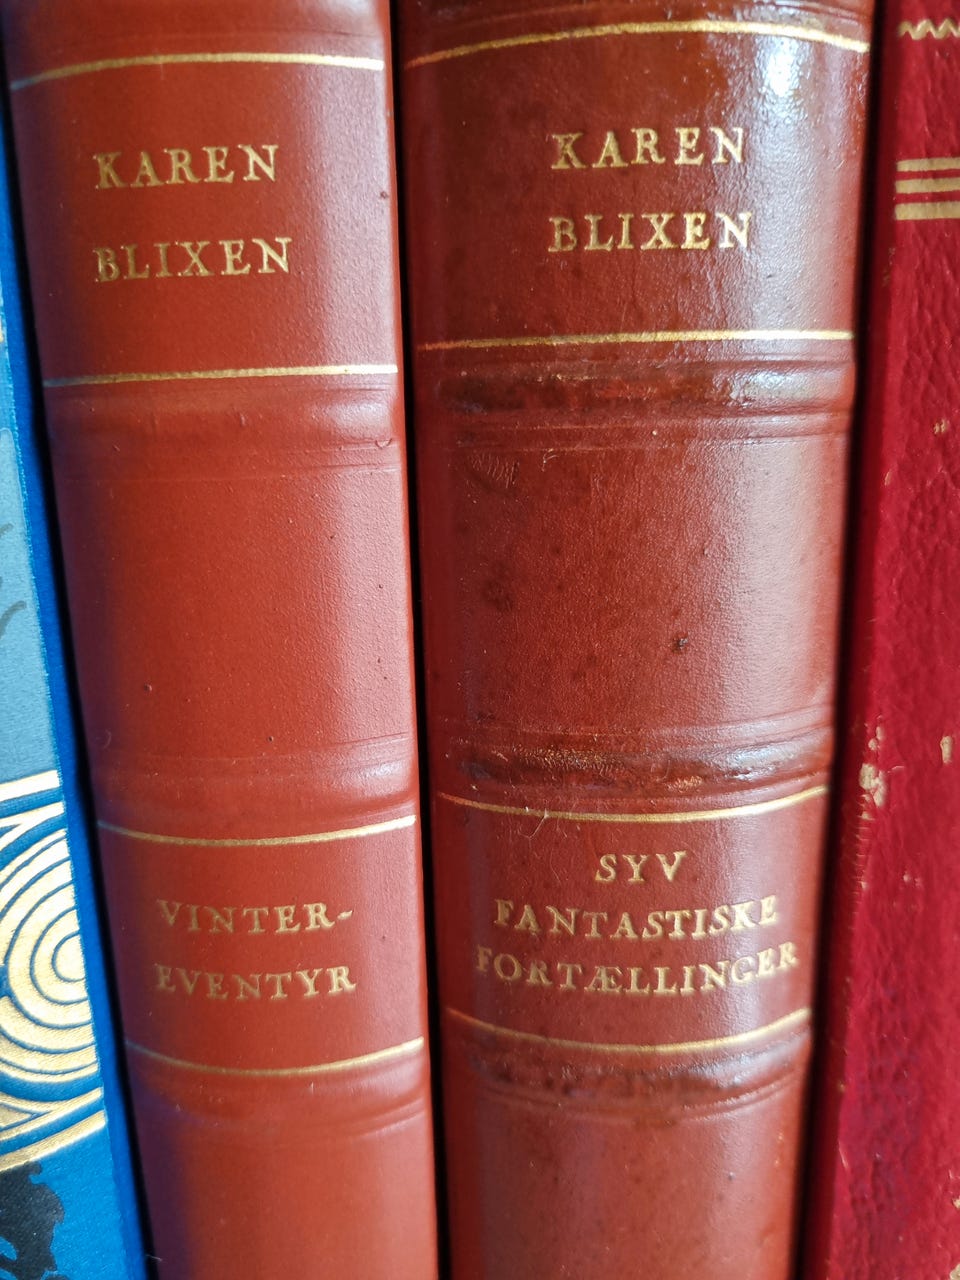 KAREN
BLIXEN
VINTER-
EVENTYR
KAREN
BLIXEN
SYV
FANTASTISKE
FORTÆLLINGER